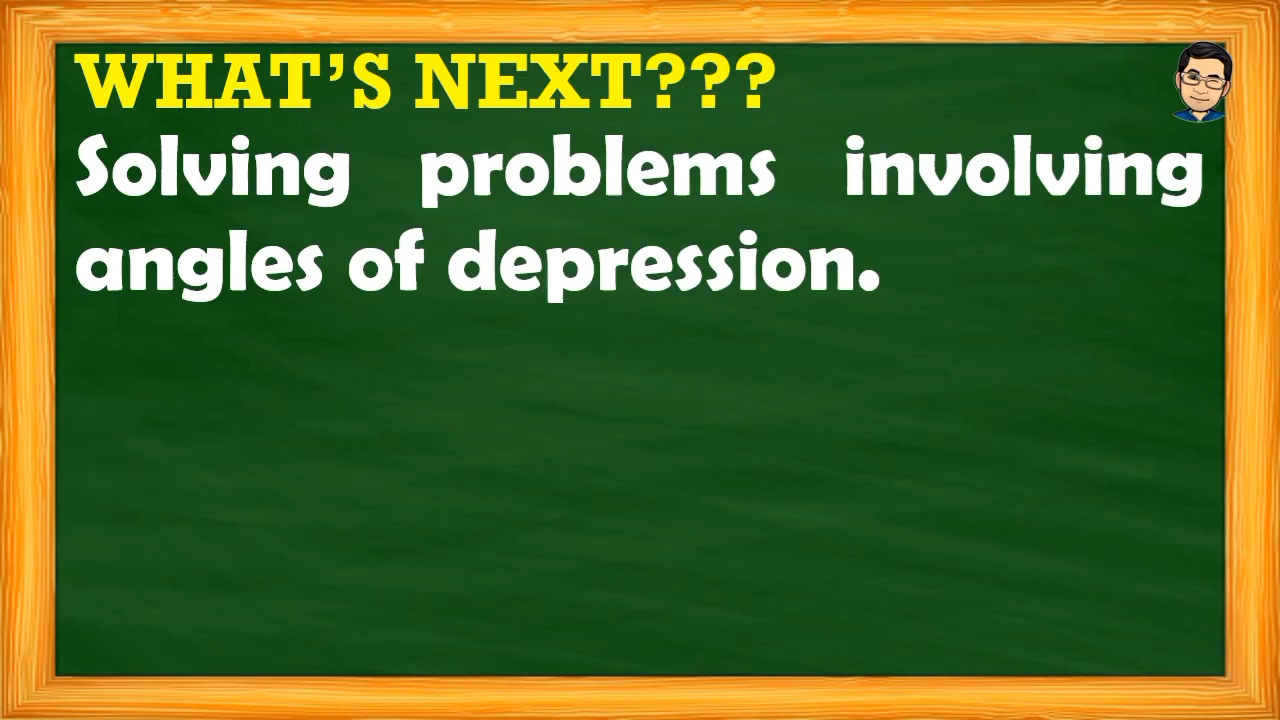 WHAT’S NEXT???
Solving problems involving
angles of depression.